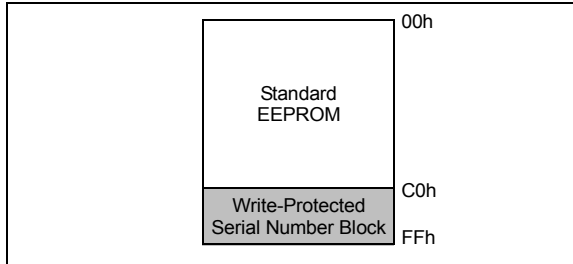 00h
Standard
EEPROM
C0h
Write-Protected
Serial Number Block
FFh